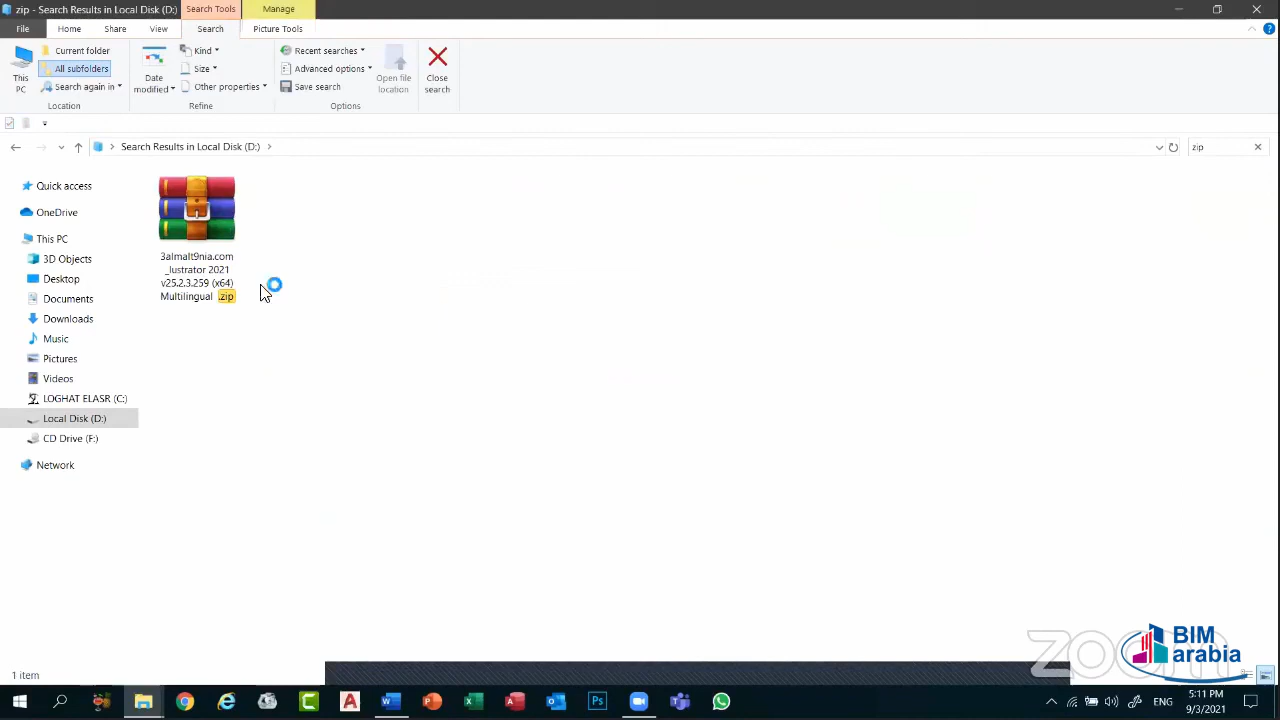 zip - Search Results in Local Disk (D:)
Search Tools
Manage
File
Home
Share
View
Search
Picture Tools
This PC
Current folder
All subfolders
Search again in
Location
Date modified
Kind
Size
Other properties
Refine
Recent searches
Advanced options
Save search
Options
Open file location
Close search
Search Results in Local Disk (D:)
zip
Quick access
OneDrive
This PC
3D Objects
Desktop
Documents
Downloads
Music
Pictures
Videos
LOGHAT ELASR (C:)
Local Disk (D:)
CD Drive (F:)
Network
3almalt9nia.com
_lustrator 2021
v25.2.3.259 (x64)
Multilingual .zip
zoom
BIM
arabia
1 item
ENG
5:11 PM
9/3/2021